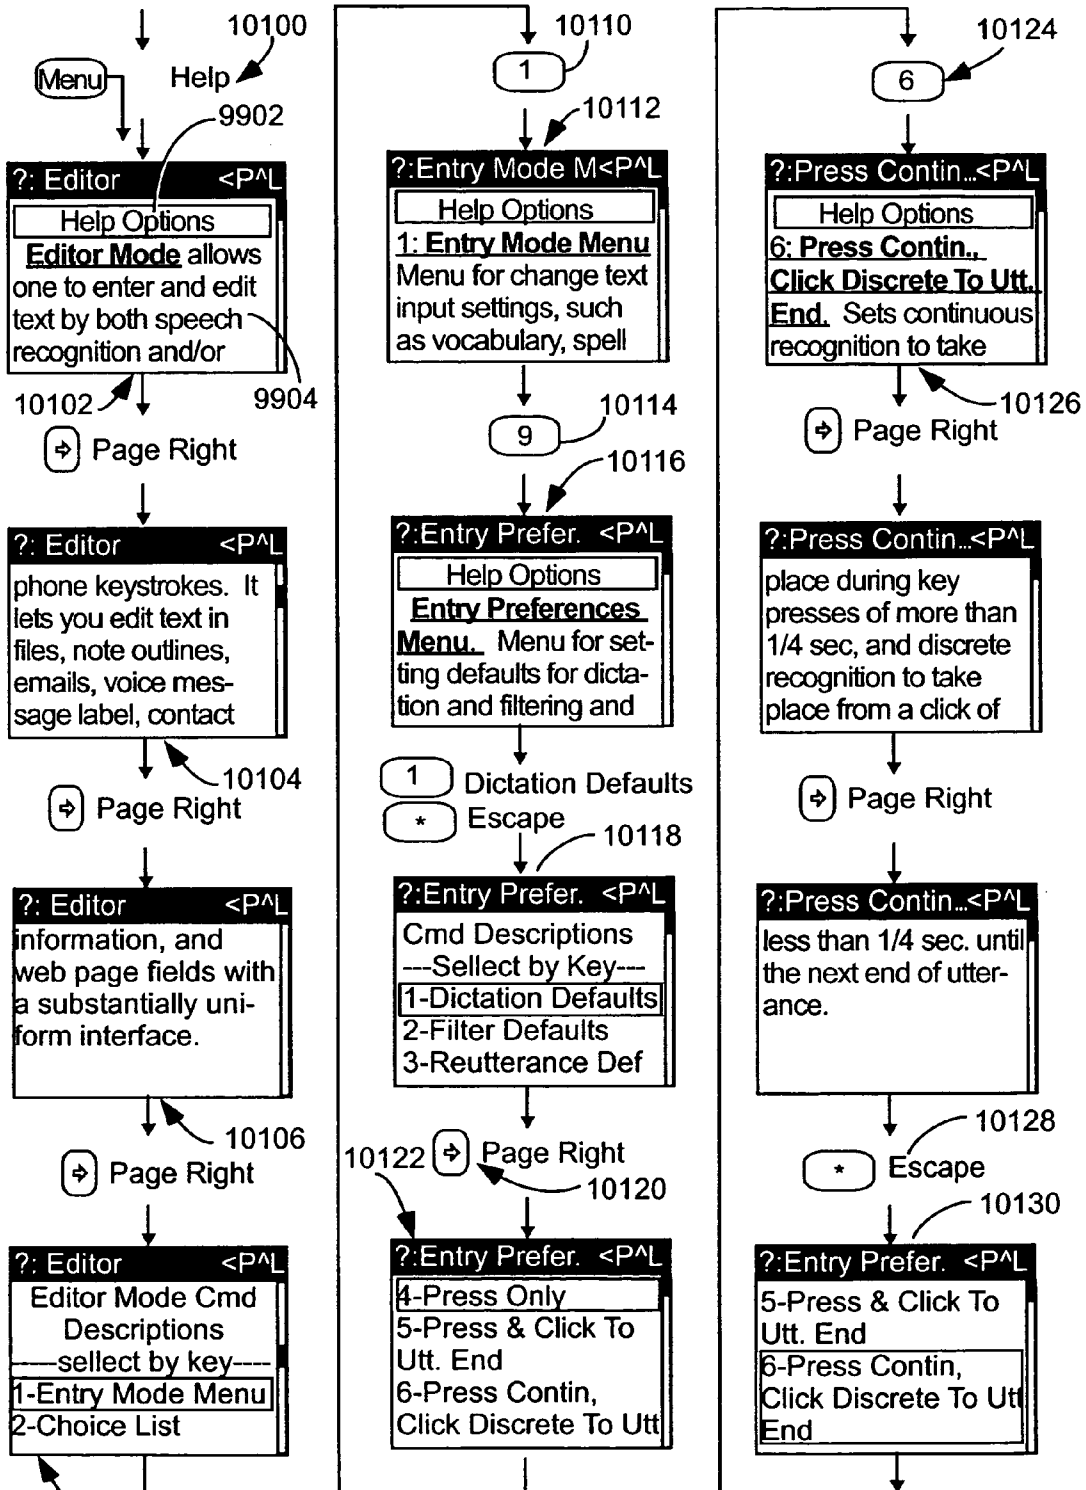 10100
Menu
Help
9902
?: Editor <P^L
Help Options
Editor Mode allows
one to enter and edit
text by both speech
recognition and/or
10102
9904
Page Right
?: Editor <P^L
phone keystrokes. It
lets you edit text in
files, note outlines,
emails, voice mes-
sage label, contact
10104
Page Right
?: Editor <P^L
information, and
web page fields with
a substantially uni-
form interface.
10106
Page Right
?: Editor <P^L
Editor Mode Cmd
Descriptions
-----sellect by key----
1-Entry Mode Menu
2-Choice List
10110
1
10112
?:Entry Mode M<P^L
Help Options
1: Entry Mode Menu
Menu for change text
input settings, such
as vocabulary, spell
10114
9
10116
?:Entry Prefer. <P^L
Help Options
Entry Preferences
Menu. Menu for set-
ting defaults for dicta-
tion and filtering and
1 Dictation Defaults
* Escape
10118
?:Entry Prefer. <P^L
Cmd Descriptions
---Sellect by Key---
1-Dictation Defaults
2-Filter Defaults
3-Reutterance Def
10122
Page Right
10120
?:Entry Prefer. <P^L
4-Press Only
5-Press & Click To
Utt. End
6-Press Contin,
Click Discrete To Utt
10124
6
?:Press Contin...<P^L
Help Options
6: Press Contin.,
Click Discrete To Utt.
End. Sets continuous
recognition to take
10126
Page Right
?:Press Contin...<P^L
place during key
presses of more than
1/4 sec, and discrete
recognition to take
place from a click of
Page Right
?:Press Contin...<P^L
less than 1/4 sec. until
the next end of utter-
ance.
10128
* Escape
10130
?:Entry Prefer. <P^L
5-Press & Click To
Utt. End
6-Press Contin,
Click Discrete To Utt
End